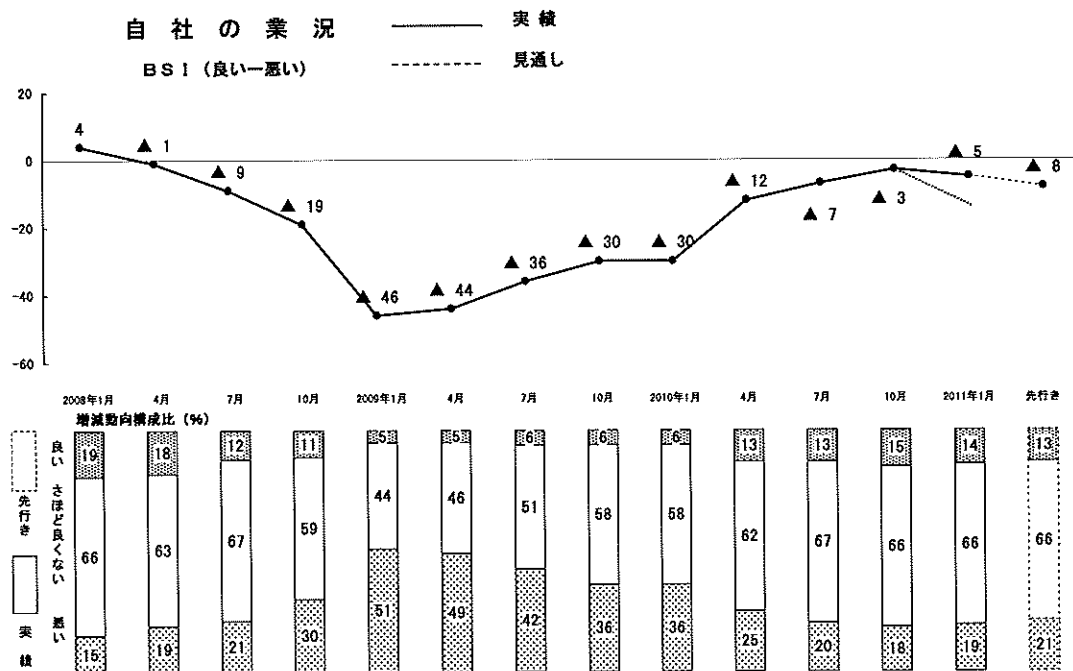 自 社 の 業 況
実 績
BSI (良い―悪い)
見通し
20
0
-20
-40
-60
4
▲ 1
▲ 9
▲ 19
▲ 46
▲ 44
▲ 36
▲ 30
▲ 30
▲ 12
▲ 7
▲ 3
▲ 5
▲ 8
2008年1月 4月 7月 10月 2009年1月 4月 7月 10月 2010年1月 4月 7月 10月 2011年1月 先行き
増減動向構成比 (%)
先行き
実 績
良い さほど良くない 悪い
19 18 12 11 5 5 6 6 6 13 13 15 14 13
66 63 67 59 44 46 51 58 58 62 67 66 66 66
15 19 21 30 51 49 42 36 36 25 20 18 19 21